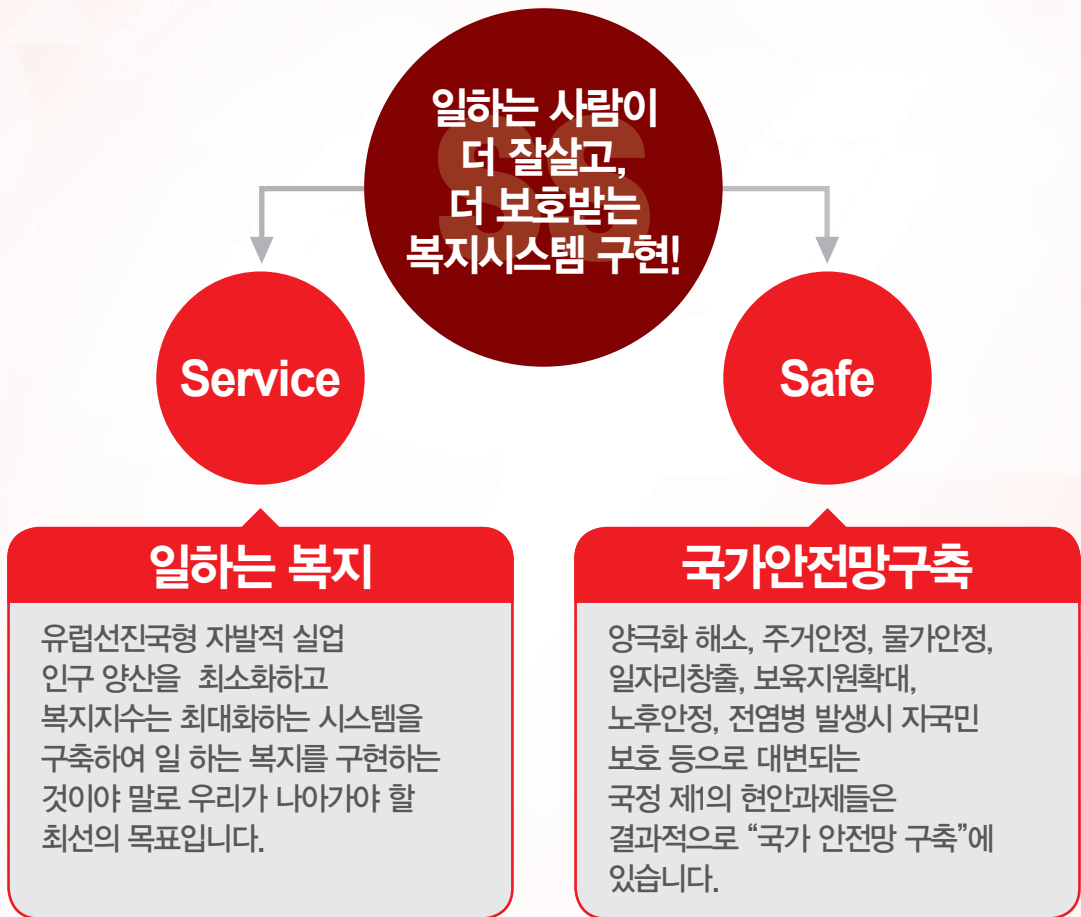 SS
일하는 사람이
더 잘살고,
더 보호받는
복지시스템 구현!
Service
Safe
일하는 복지
유럽선진국형 자발적 실업
인구 양산을 최소화하고
복지지수는 최대화하는 시스템을
구축하여 일 하는 복지를 구현하는
것이야 말로 우리가 나아가야 할
최선의 목표입니다.
국가안전망구축
양극화 해소, 주거안정, 물가안정,
일자리창출, 보육지원확대,
노후안정, 전염병 발생시 자국민
보호 등으로 대변되는
국정 제1의 현안과제들은
결과적으로 “국가 안전망 구축”에
있습니다.